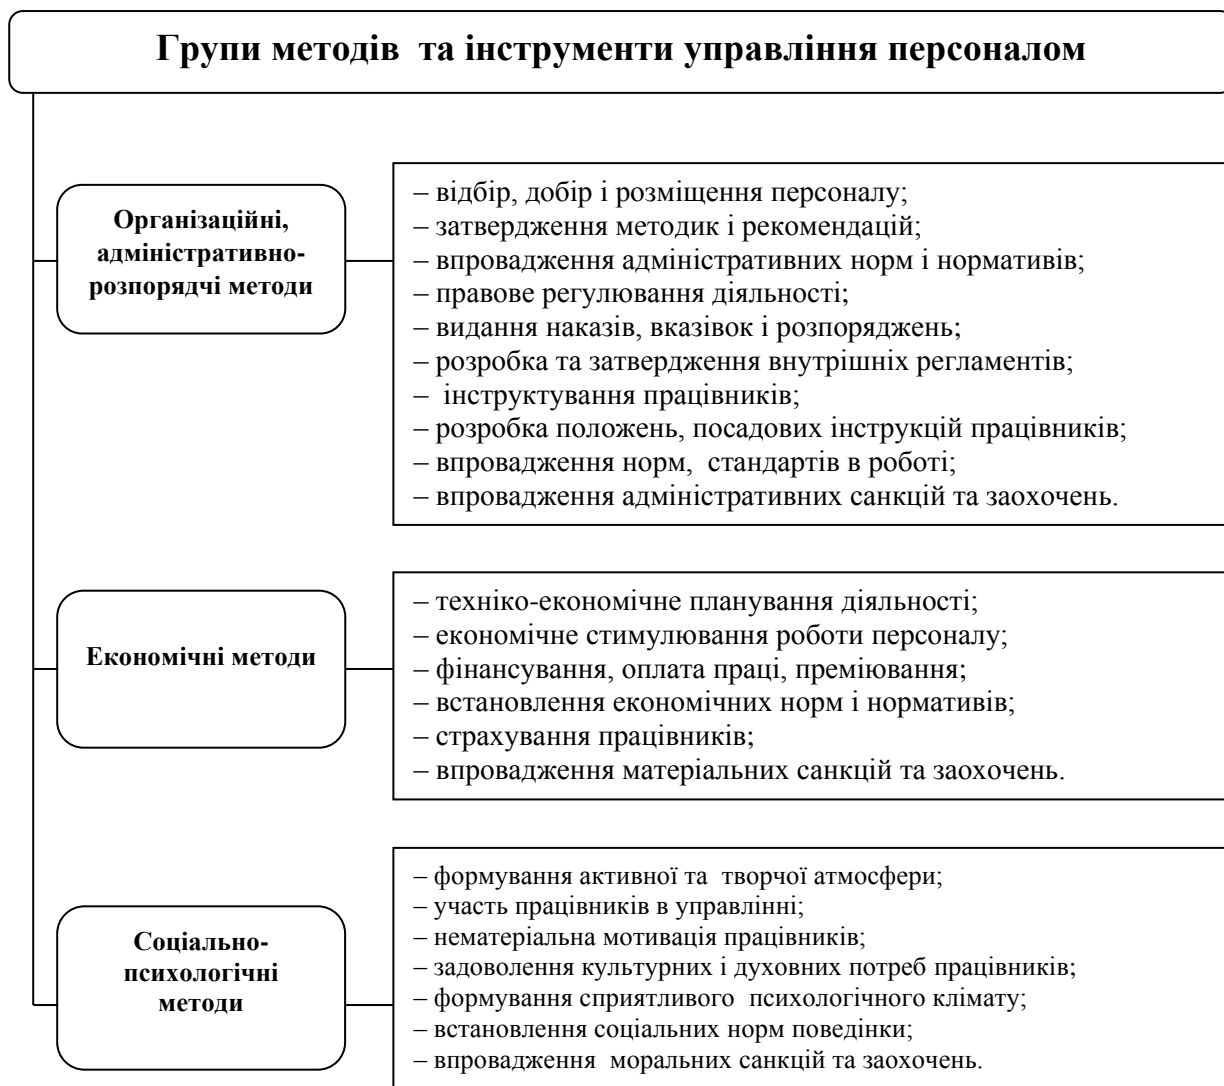 Групи методів та інструменти управління персоналом
Організаційні,
адміністративно-
розпорядчі методи
– відбір, добір і розміщення персоналу;
– затвердження методик і рекомендацій;
– впровадження адміністративних норм і нормативів;
– правове регулювання діяльності;
– видання наказів, вказівок і розпоряджень;
– розробка та затвердження внутрішніх регламентів;
– інструктування працівників;
– розробка положень, посадових інструкцій працівників;
– впровадження норм, стандартів в роботі;
– впровадження адміністративних санкцій та заохочень.
Економічні методи
– техніко-економічне планування діяльності;
– економічне стимулювання роботи персоналу;
– фінансування, оплата праці, преміювання;
– встановлення економічних норм і нормативів;
– страхування працівників;
– впровадження матеріальних санкцій та заохочень.
Соціально-
психологічні
методи
– формування активної та творчої атмосфери;
– участь працівників в управлінні;
– нематеріальна мотивація працівників;
– задоволення культурних і духовних потреб працівників;
– формування сприятливого психологічного клімату;
– встановлення соціальних норм поведінки;
– впровадження моральних санкцій та заохочень.